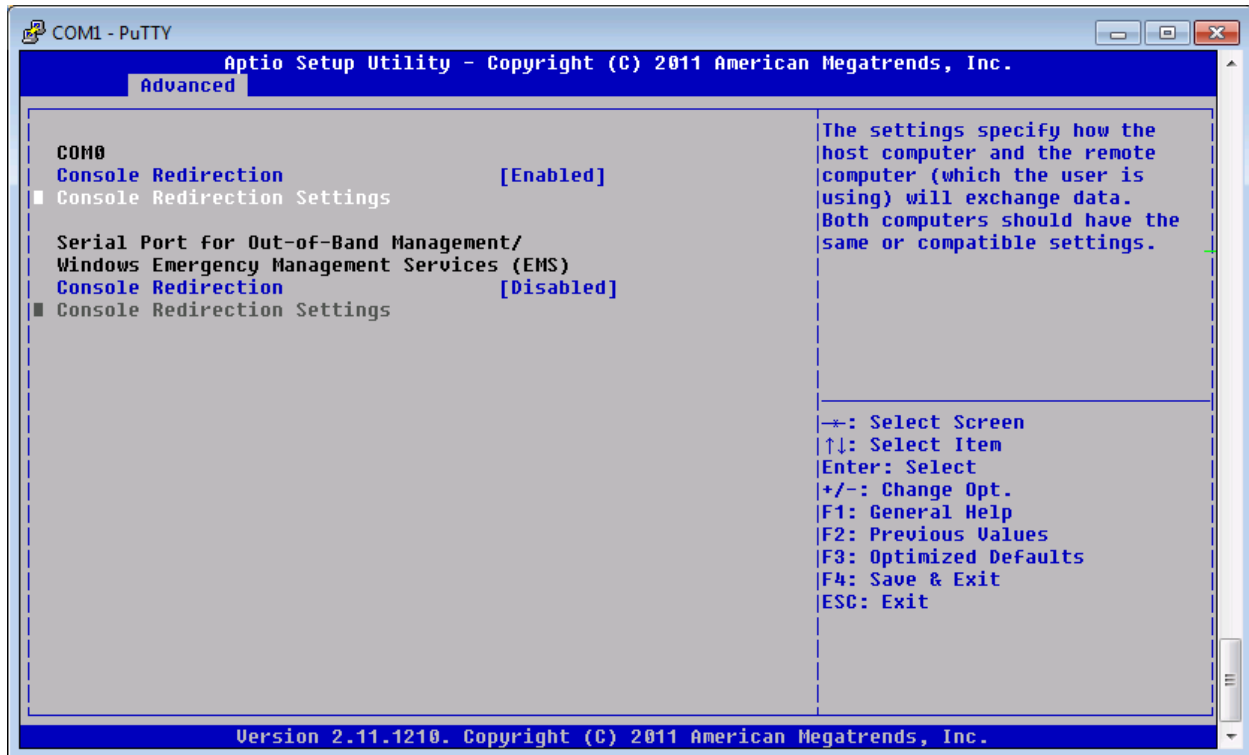 COM1 - PuTTY
Aptio Setup Utility - Copyright (C) 2011 American Megatrends, Inc.
Advanced
COM0
Console Redirection [Enabled]
Console Redirection Settings
Serial Port for Out-of-Band Management/
Windows Emergency Management Services (EMS)
Console Redirection [Disabled]
Console Redirection Settings
The settings specify how the
host computer and the remote
computer (which the user is
using) will exchange data.
Both computers should have the
same or compatible settings.
→←: Select Screen
↑↓: Select Item
Enter: Select
+/-: Change Opt.
F1: General Help
F2: Previous Values
F3: Optimized Defaults
F4: Save & Exit
ESC: Exit
Version 2.11.1210. Copyright (C) 2011 American Megatrends, Inc.